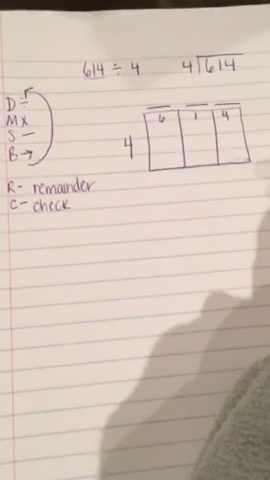 614 ÷ 4
4)614
D ÷
M x
S —
B →
4
6 1 4
R - remainder
C - check